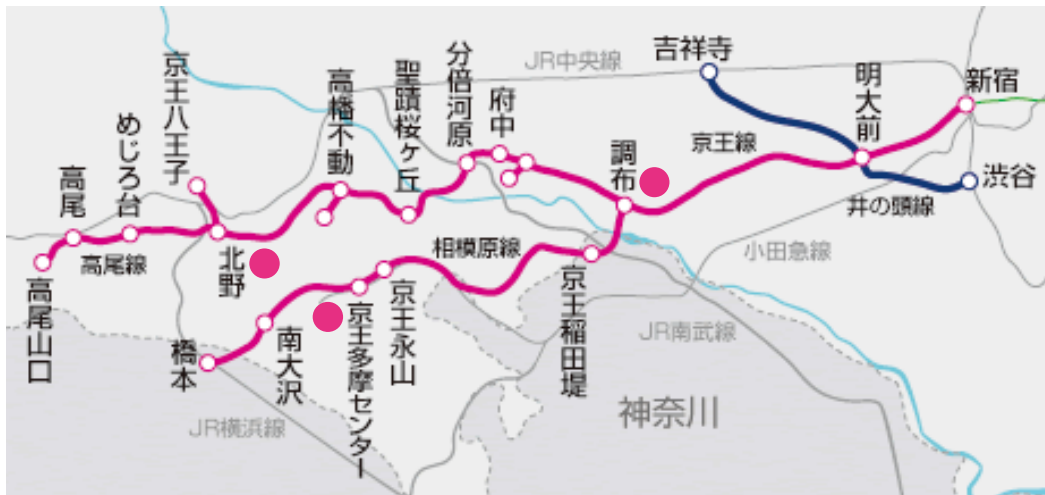 吉祥寺
JR中央線
新宿
明大前
分倍河原
府中
聖蹟桜ヶ丘
高幡不動
京王八王子
めじろ台
高尾
京王線
調布
渋谷
井の頭線
小田急線
相模原線
高尾線
北野
高尾山口
京王稲田堤
京王永山
京王多摩センター
南大沢
橋本
JR南武線
JR横浜線
神奈川